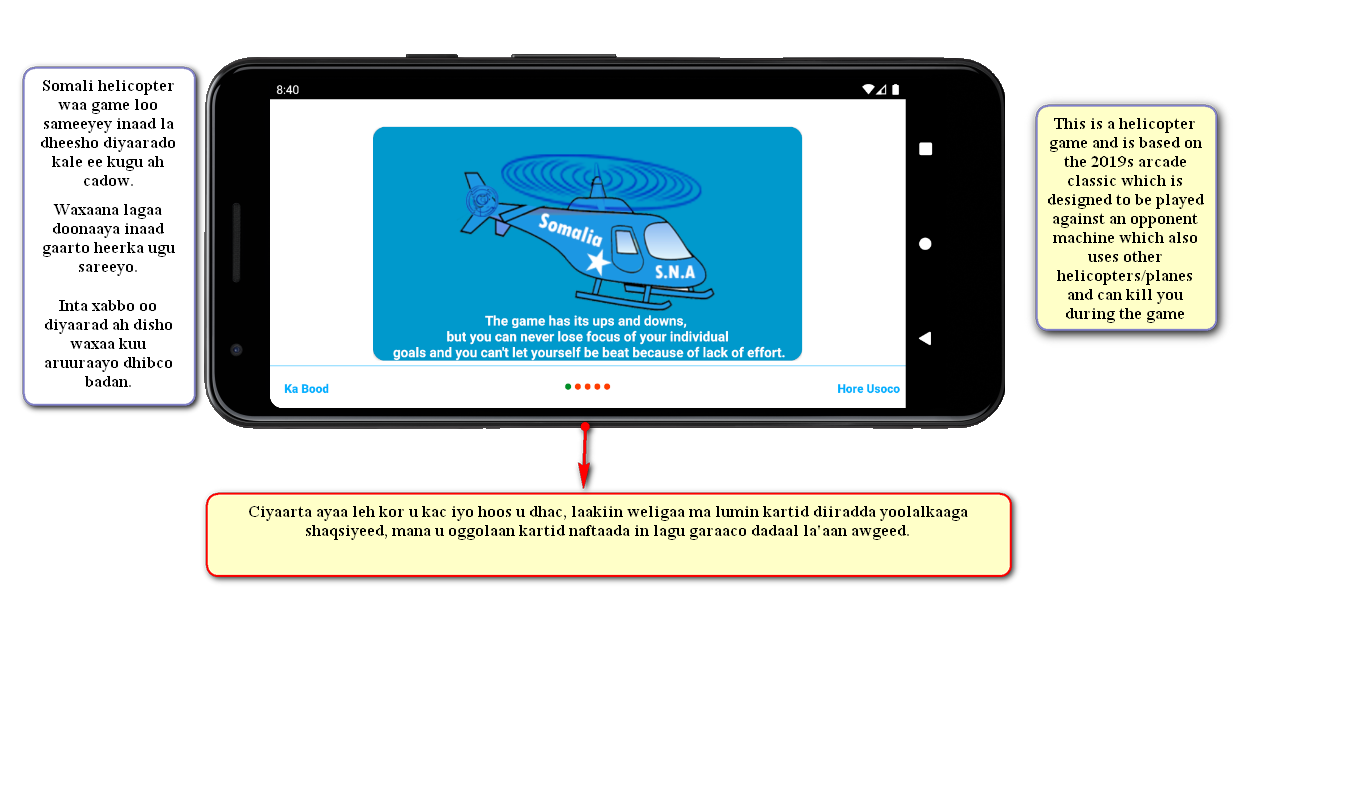 Somali helicopter
waa game loo
sameeyey inaad la
dheesho diyaarado
kale ee kugu ah
cadow.
Waxaana lagaa
doonaaya inaad
gaarto heerka ugu
sareeyo.
Inta xabbo oo
diyaarad ah disho
waxaa kuu
aruuraayo dhibco
badan.
8:40
Somalia
S.N.A
The game has its ups and downs,
but you can never lose focus of your individual
goals and you can't let yourself be beat because of lack of effort.
Ka Bood
Hore Usoco
This is a helicopter
game and is based on
the 2019s arcade
classic which is
designed to be played
against an opponent
machine which also
uses other
helicopters/planes
and can kill you
during the game
Ciyaarta ayaa leh kor u kac iyo hoos u dhac, laakiin weligaa ma lumin kartid diiradda yoolalkaaga
shaqsiyeed, mana u oggolaan kartid naftaada in lagu garaaco dadaal la'aan awgeed.